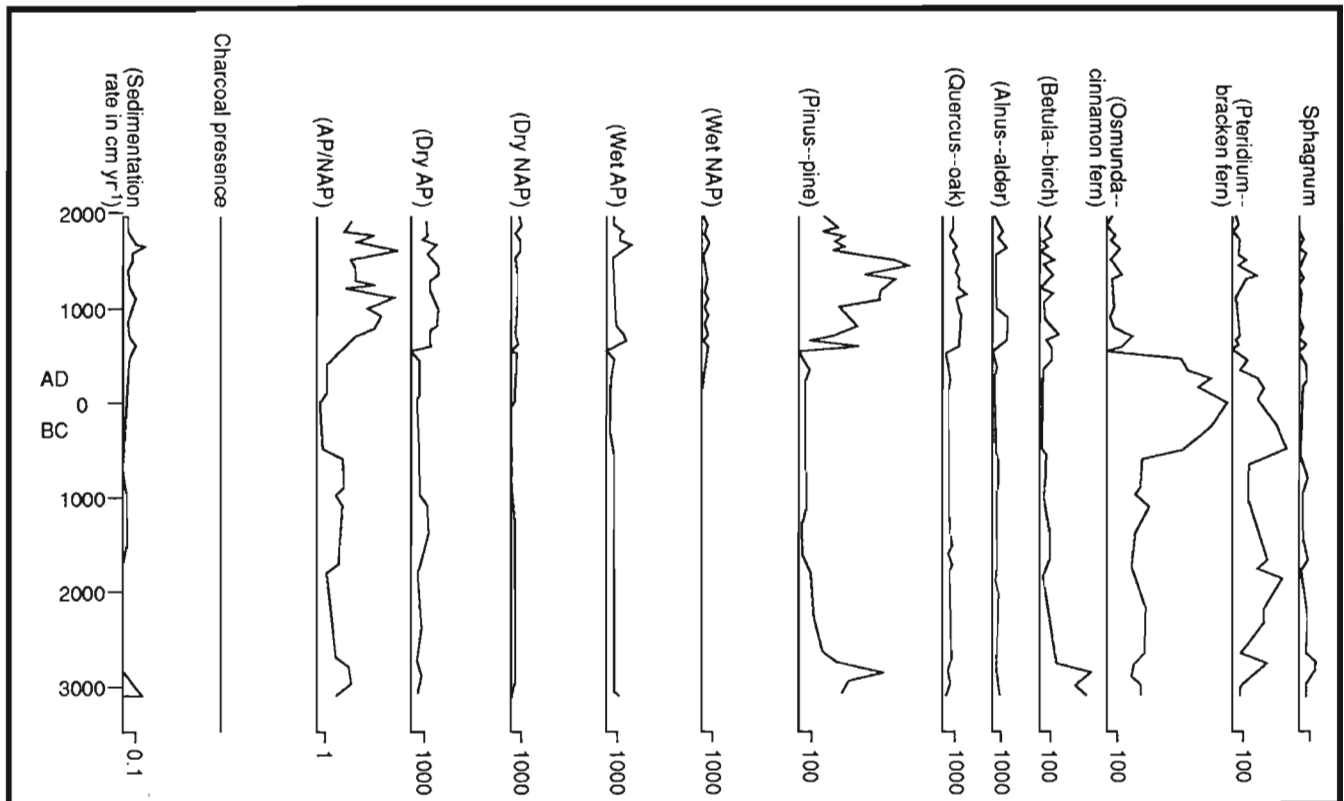 (Sedimentation
rate in cm yr-1)
Charcoal presence
(AP/NAP)
(Dry AP)
(Dry NAP)
(Wet AP)
(Wet NAP)
(Pinus--pine)
(Quercus--oak)
(Alnus--alder)
(Betula--birch)
(Osmunda--
cinnamon fern)
(Pteridium--
bracken fern)
Sphagnum
2000
1000
AD
0
BC
1000
2000
3000
0.1
1
1000
1000
1000
1000
100
1000
1000
100
100
100